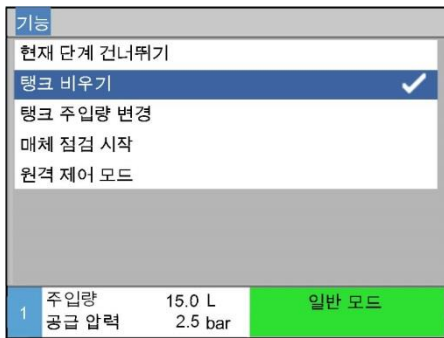 기능
현재 단계 건너뛰기
탱크 비우기
탱크 주입량 변경
매체 점검 시작
원격 제어 모드
1 주입량 15.0 L 일반 모드
공급 압력 2.5 bar